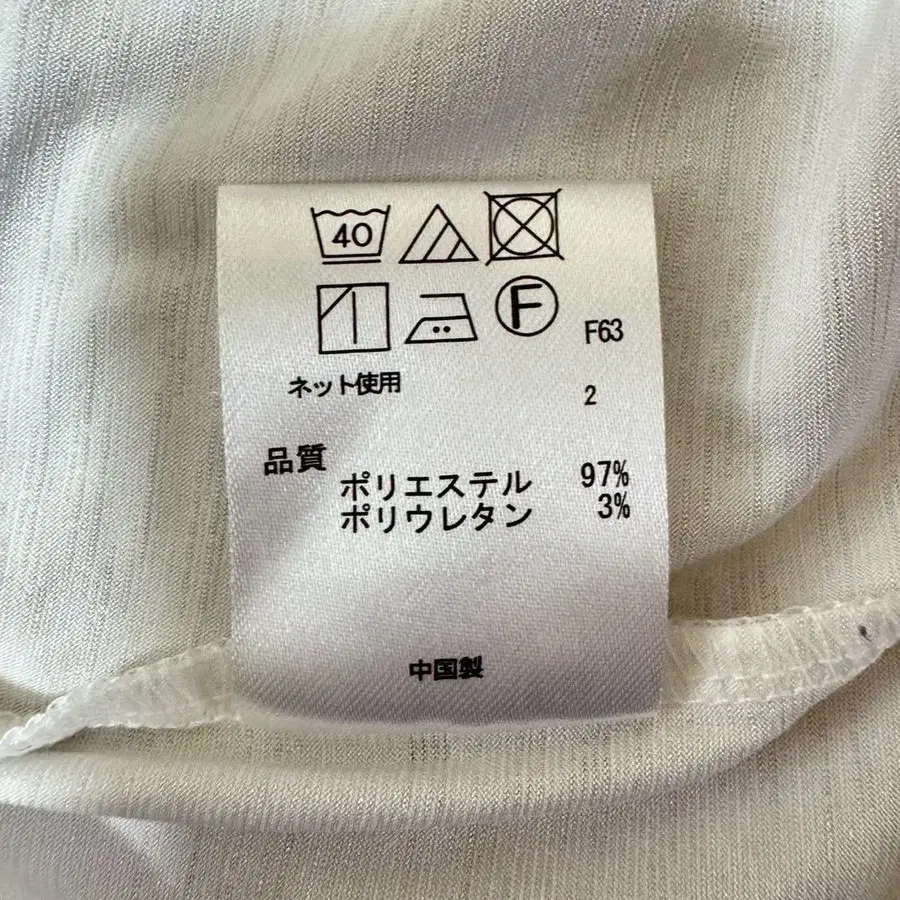 40
F
F63
ネット使用
2
品質
ポリエステル 97%
ポリウレタン 3%
中国製